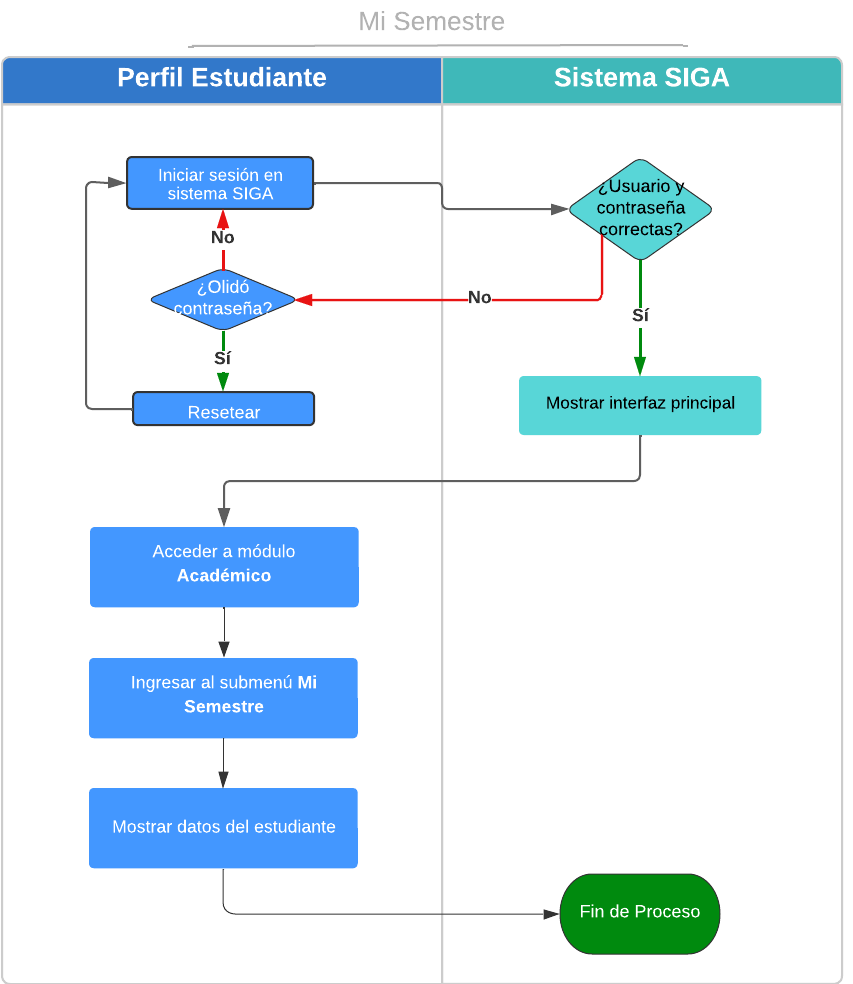 Mi Semestre
Perfil Estudiante
Sistema SIGA
Iniciar sesión en
sistema SIGA
¿Usuario y
contraseña
correctas?
No
¿Olidó
contraseña?
No
Sí
Sí
Resetear
Mostrar interfaz principal
Acceder a módulo
Académico
Ingresar al submenú Mi
Semestre
Mostrar datos del estudiante
Fin de Proceso